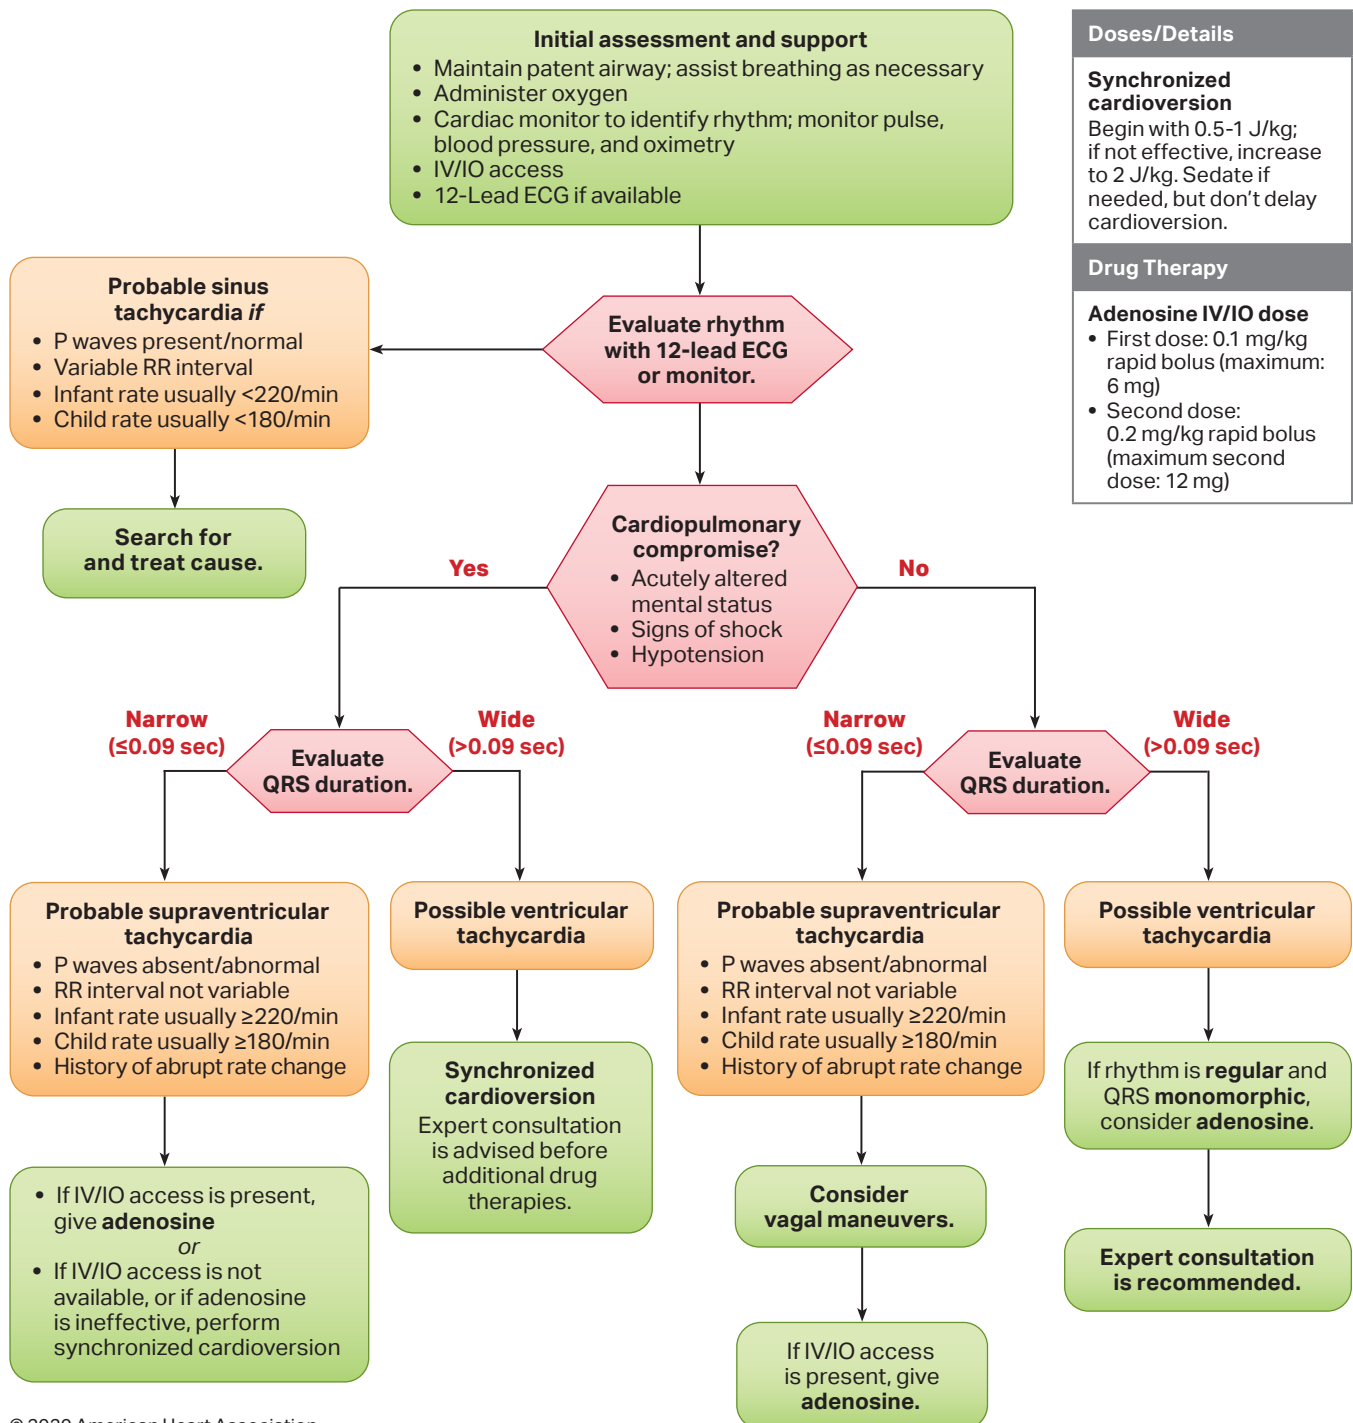 Initial assessment and support
• Maintain patent airway; assist breathing as necessary
• Administer oxygen
• Cardiac monitor to identify rhythm; monitor pulse,
blood pressure, and oximetry
• IV/IO access
• 12-Lead ECG if available
Doses/Details
Synchronized
cardioversion
Begin with 0.5-1 J/kg;
if not effective, increase
to 2 J/kg. Sedate if
needed, but don't delay
cardioversion.
Drug Therapy
Adenosine IV/IO dose
• First dose: 0.1 mg/kg
rapid bolus (maximum:
6 mg)
• Second dose:
0.2 mg/kg rapid bolus
(maximum second
dose: 12 mg)
Probable sinus
tachycardia if
• P waves present/normal
• Variable RR interval
• Infant rate usually <220/min
• Child rate usually <180/min
Evaluate rhythm
with 12-lead ECG
or monitor.
Search for
and treat cause.
Cardiopulmonary
compromise?
• Acutely altered
mental status
• Signs of shock
• Hypotension
Yes
No
Narrow
(≤0.09 sec)
Wide
(>0.09 sec)
Evaluate
QRS duration.
Narrow
(≤0.09 sec)
Wide
(>0.09 sec)
Evaluate
QRS duration.
Probable supraventricular
tachycardia
• P waves absent/abnormal
• RR interval not variable
• Infant rate usually ≥220/min
• Child rate usually ≥180/min
• History of abrupt rate change
Possible ventricular
tachycardia
Probable supraventricular
tachycardia
• P waves absent/abnormal
• RR interval not variable
• Infant rate usually ≥220/min
• Child rate usually ≥180/min
• History of abrupt rate change
Possible ventricular
tachycardia
• If IV/IO access is present,
give adenosine
or
• If IV/IO access is not
available, or if adenosine
is ineffective, perform
synchronized cardioversion
Synchronized
cardioversion
Expert consultation
is advised before
additional drug
therapies.
Consider
vagal maneuvers.
If IV/IO access
is present, give
adenosine.
If rhythm is regular and
QRS monomorphic,
consider adenosine.
Expert consultation
is recommended.
© 2020 American Heart Association